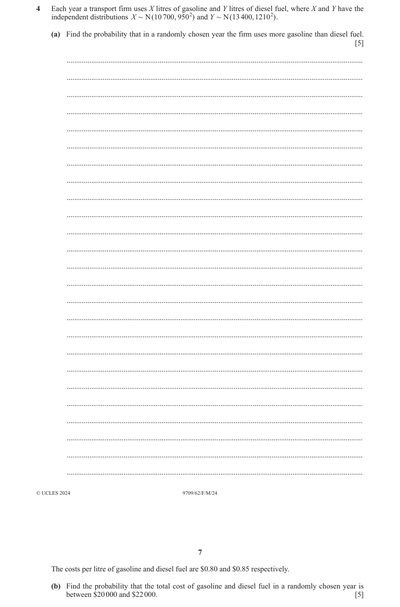 4 Each year a transport firm uses X litres of gasoline and Y litres of diesel fuel, where X and Y have the
independent distributions X ~ N(10 700, 950²) and Y ~ N(13 400, 1210²).
(a) Find the probability that in a randomly chosen year the firm uses more gasoline than diesel fuel.
[5]
© UCLES 2024 9709/62/F/M/24
7
The costs per litre of gasoline and diesel fuel are $0.80 and $0.85 respectively.
(b) Find the probability that the total cost of gasoline and diesel fuel in a randomly chosen year is
between $20 000 and $22 000. [5]